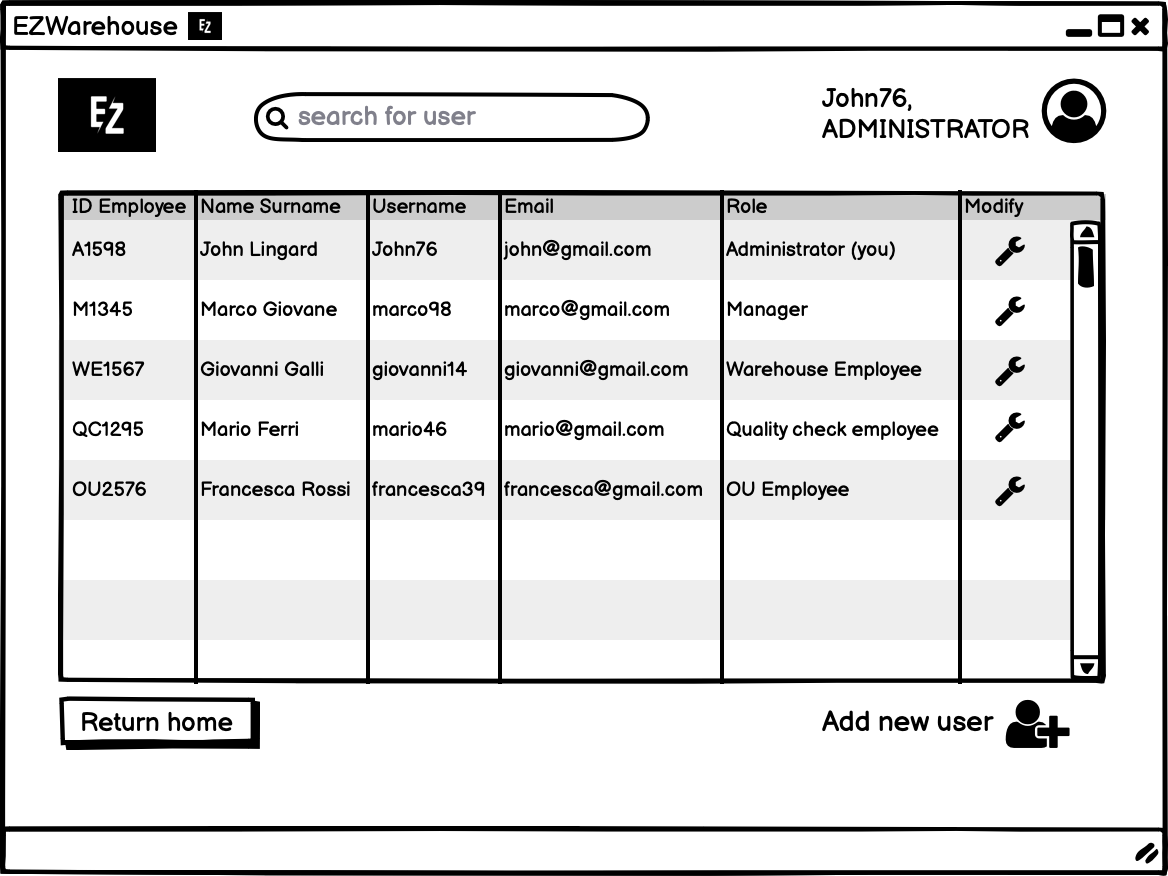 EZWarehouse EZ
EZ
search for user
John76,
ADMINISTRATOR
ID Employee Name Surname Username Email Role Modify
A1598 John Lingard John76 john@gmail.com Administrator (you)
M1345 Marco Giovane marco98 marco@gmail.com Manager
WE1567 Giovanni Galli giovanni14 giovanni@gmail.com Warehouse Employee
QC1295 Mario Ferri mario46 mario@gmail.com Quality check employee
OU2576 Francesca Rossi francesca39 francesca@gmail.com OU Employee
Return home
Add new user